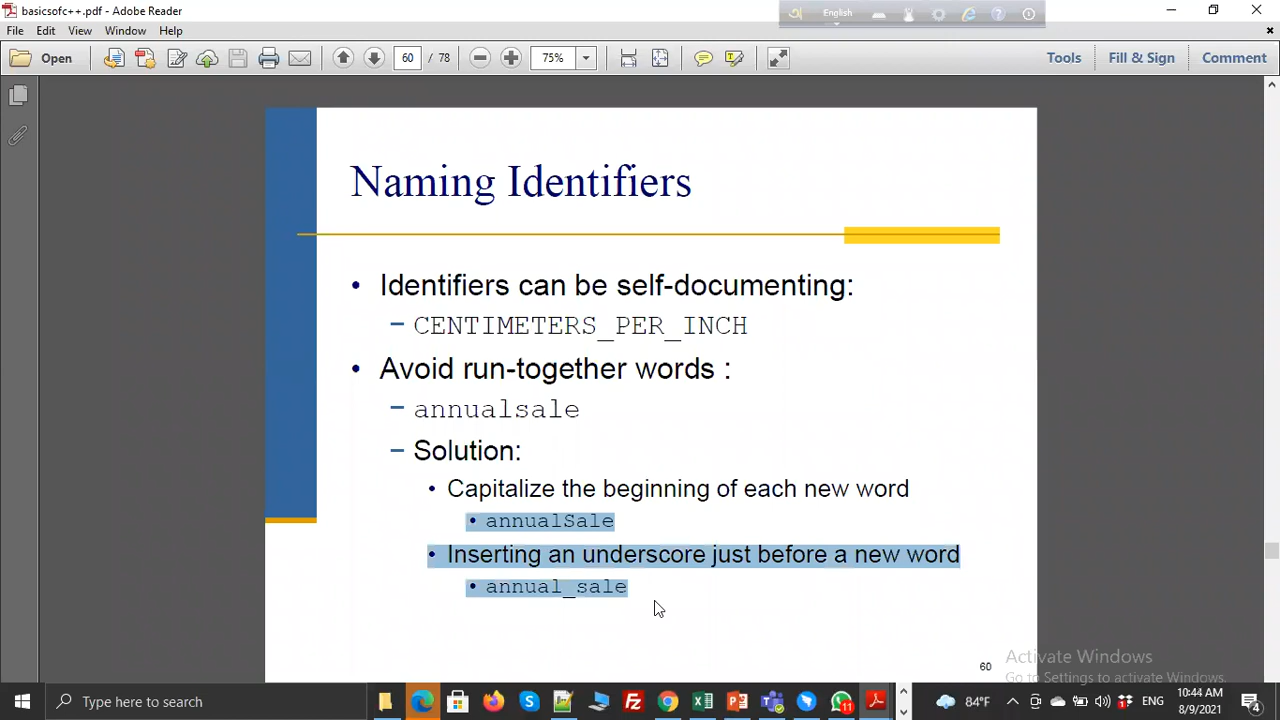 basicsofc++.pdf - Adobe Reader
English
File Edit View Window Help
Open 60 / 78 75% Tools Fill & Sign Comment
Naming Identifiers
• Identifiers can be self-documenting:
– CENTIMETERS_PER_INCH
• Avoid run-together words :
– annualsale
– Solution:
• Capitalize the beginning of each new word
• annualSale
• Inserting an underscore just before a new word
• annual_sale
60
Activate Windows
Go to Settings to activate Windows.
Type here to search
11
84°F
ENG
10:44 AM
8/9/2021
4